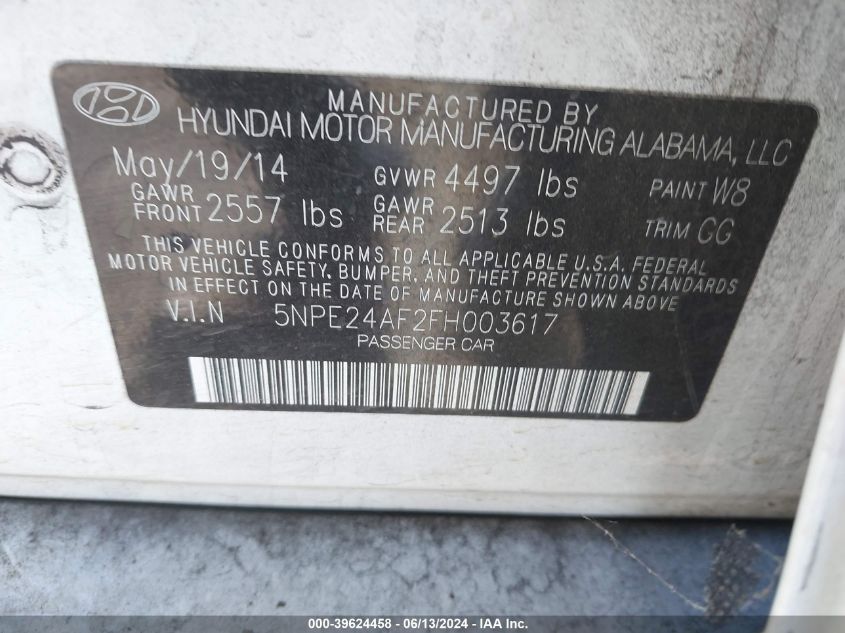 MANUFACTURED BY
HYUNDAI MOTOR MANUFACTURING ALABAMA, LLC
May/19/14 GVWR 4497 lbs PAINT W8
GAWR FRONT 2557 lbs GAWR REAR 2513 lbs TRIM GG
THIS VEHICLE CONFORMS TO ALL APPLICABLE U.S.A. FEDERAL
MOTOR VEHICLE SAFETY, BUMPER, AND THEFT PREVENTION STANDARDS
IN EFFECT ON THE DATE OF MANUFACTURE SHOWN ABOVE
V.I.N 5NPE24AF2FH003617
PASSENGER CAR
000-39624458 - 06/13/2024 - IAA Inc.